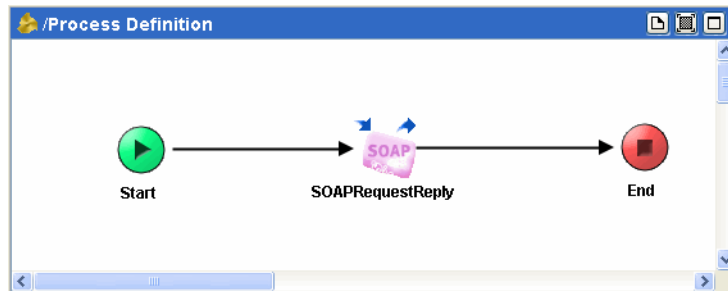 /Process Definition
SOAP
Start
SOAPRequestReply
End